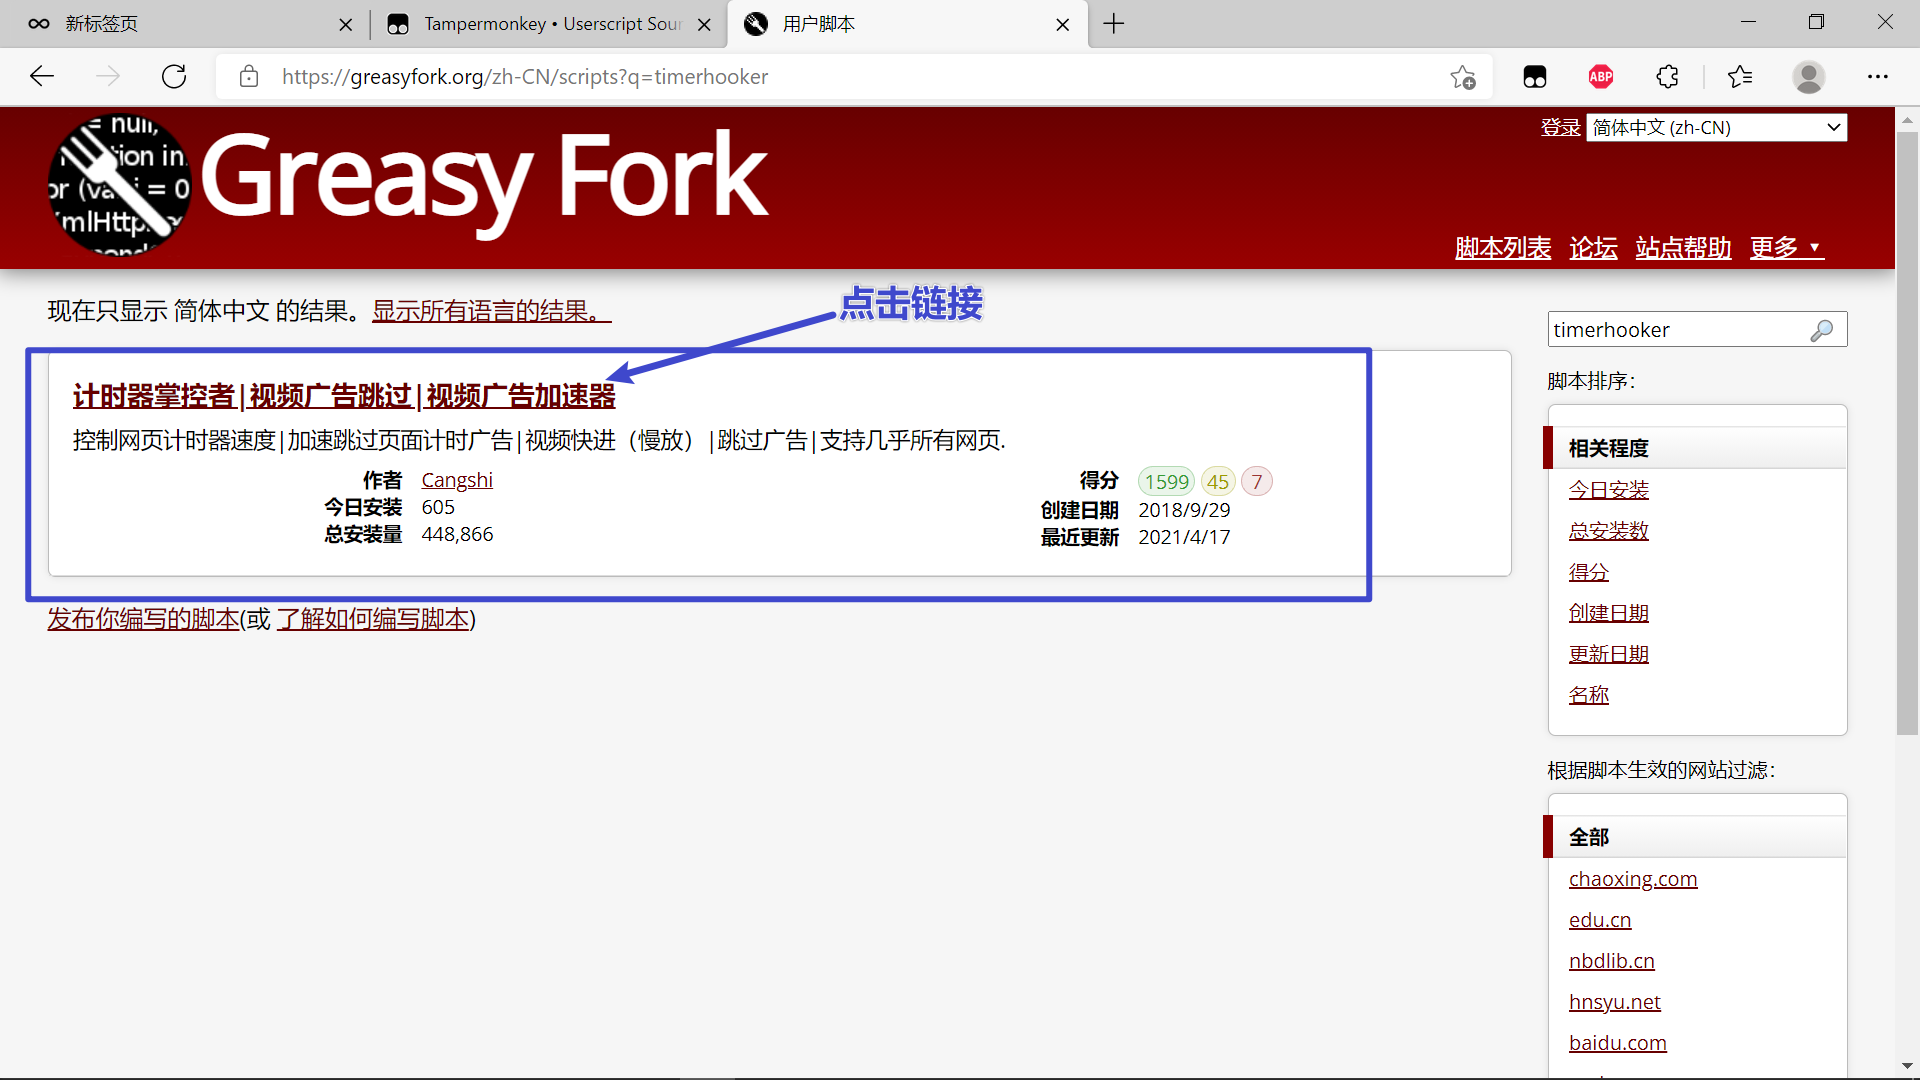 新标签页
Tampermonkey • Userscript Sour
用户脚本
https://greasyfork.org/zh-CN/scripts?q=timerhooker
ABP
Greasy Fork
登录
简体中文 (zh-CN)
脚本列表 论坛 站点帮助 更多 ▼
现在只显示 简体中文 的结果。显示所有语言的结果。
点击链接
计时器掌控者|视频广告跳过|视频广告加速器
控制网页计时器速度|加速跳过页面计时广告|视频快进（慢放）|跳过广告|支持几乎所有网页.
作者 Cangshi
今日安装 605
总安装量 448,866
得分 1599 45 7
创建日期 2018/9/29
最近更新 2021/4/17
发布你编写的脚本(或 了解如何编写脚本)
timerhooker
脚本排序：
相关程度
今日安装
总安装数
得分
创建日期
更新日期
名称
根据脚本生效的网站过滤：
全部
chaoxing.com
edu.cn
nbdlib.cn
hnsyu.net
baidu.com